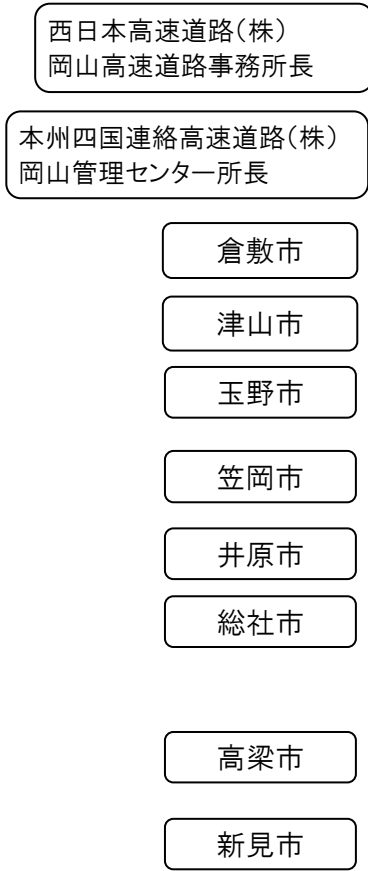 西日本高速道路(株)
岡山高速道路事務所長
本州四国連絡高速道路(株)
岡山管理センター所長
倉敷市
津山市
玉野市
笠岡市
井原市
総社市
高梁市
新見市